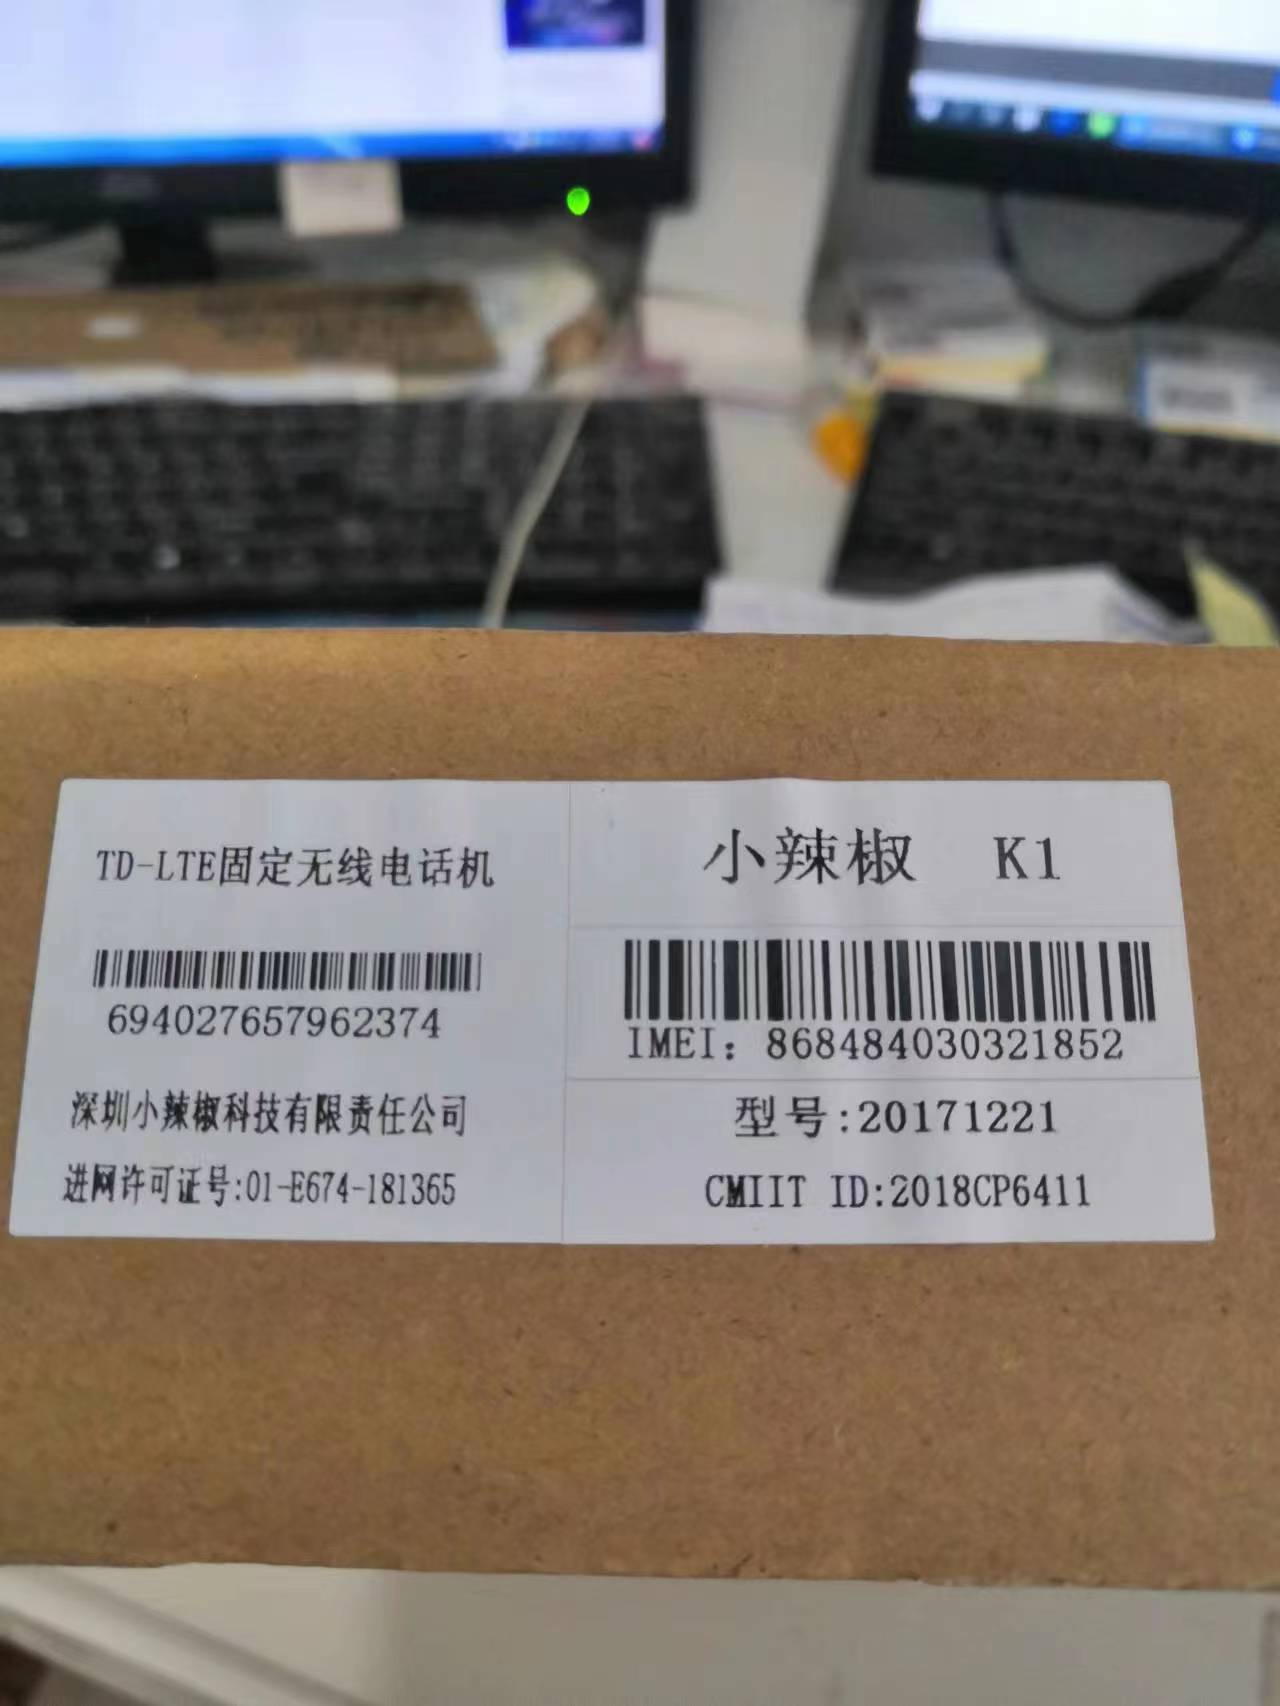 TD-LTE固定无线电话机
694027657962374
深圳小辣椒科技有限责任公司
进网许可证号:01-E674-181365
小辣椒 K1
IMEI：868484030321852
型号:20171221
CMIIT ID:2018CP6411